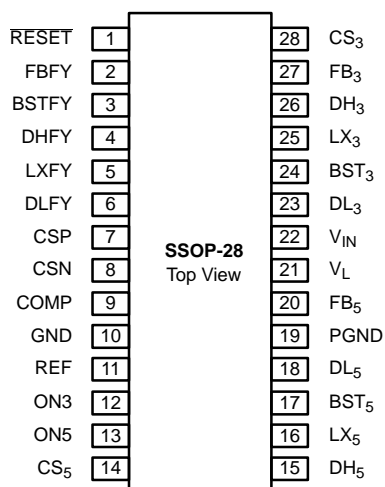 RESET 1 28 CS3
FBFY 2 27 FB3
BSTFY 3 26 DH3
DHFY 4 25 LX3
LXFY 5 24 BST3
DLFY 6 23 DL3
CSP 7 22 VIN
SSOP-28
CSN 8 21 VL
Top View
COMP 9 20 FB5
GND 10 19 PGND
REF 11 18 DL5
ON3 12 17 BST5
ON5 13 16 LX5
CS5 14 15 DH5